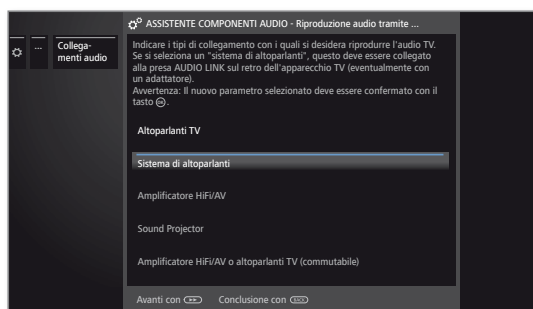 ASSISTENTE COMPONENTI AUDIO - Riproduzione audio tramite ...
...
Collega-
menti audio
Indicare i tipi di collegamento con i quali si desidera riprodurre l'audio TV.
Se si seleziona un "sistema di altoparlanti", questo deve essere collegato
alla presa AUDIO LINK sul retro dell'apparecchio TV (eventualmente con
un adattatore).
Avvertenza: Il nuovo parametro selezionato deve essere confermato con il
tasto OK.
Altoparlanti TV
Sistema di altoparlanti
Amplificatore HiFi/AV
Sound Projector
Amplificatore HiFi/AV o altoparlanti TV (commutabile)
Avanti con Conclusione con BACK